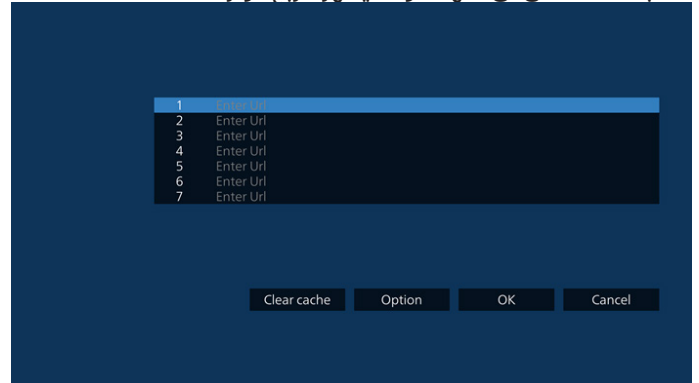 1 Enter Url
2 Enter Url
3 Enter Url
4 Enter Url
5 Enter Url
6 Enter Url
7 Enter Url
Clear cache Option OK Cancel